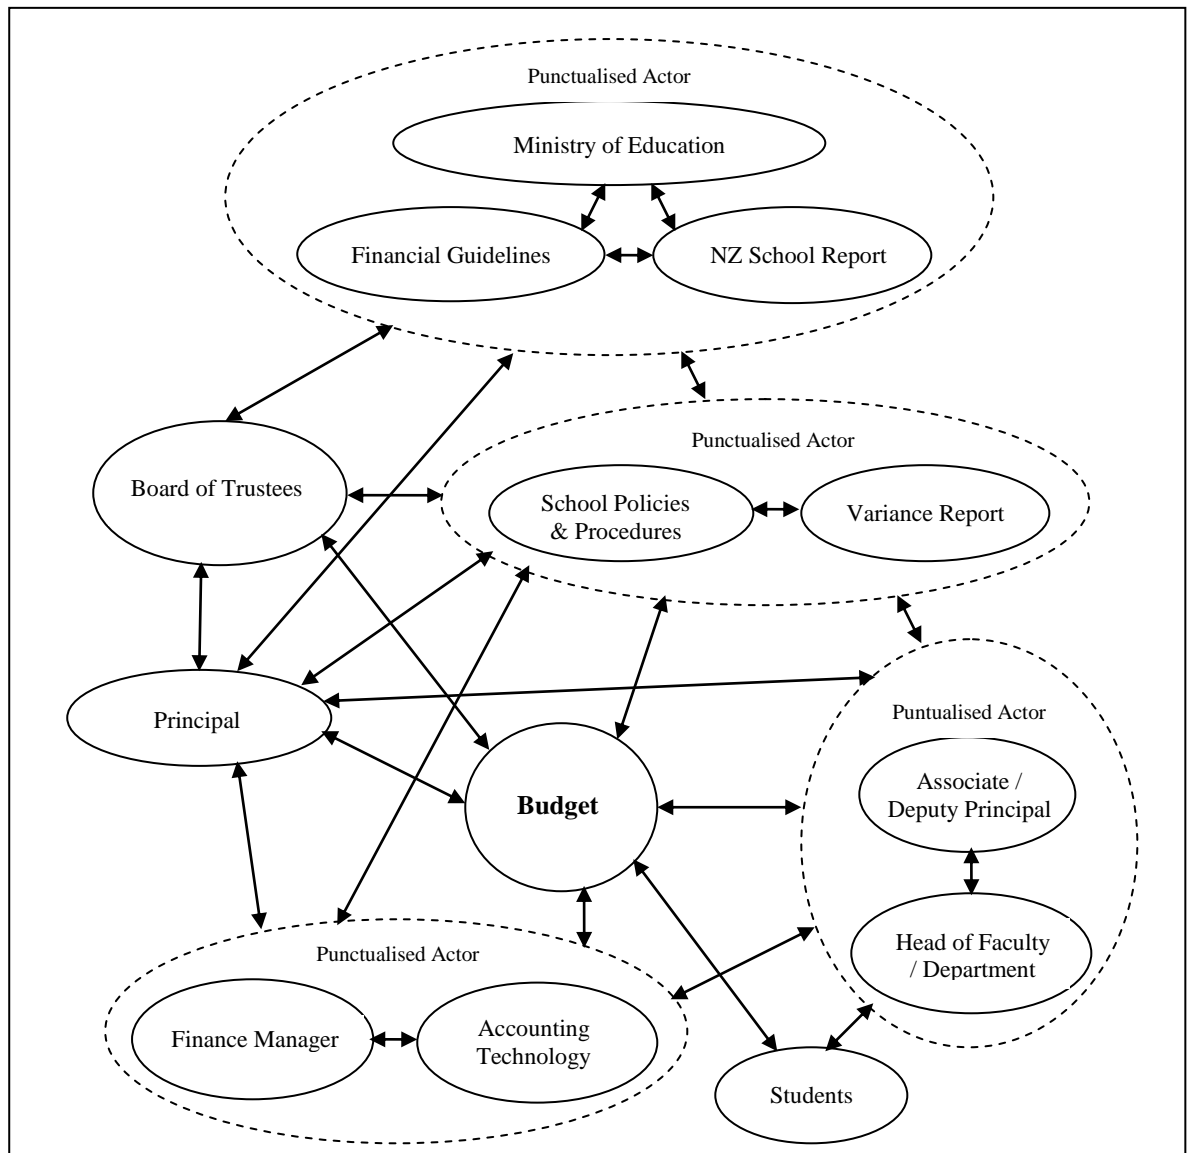 Punctualised Actor
Ministry of Education
Financial Guidelines
NZ School Report
Punctualised Actor
Board of Trustees
School Policies
& Procedures
Variance Report
Principal
Puntualised Actor
Associate /
Deputy Principal
Budget
Head of Faculty
/ Department
Punctualised Actor
Finance Manager
Accounting
Technology
Students